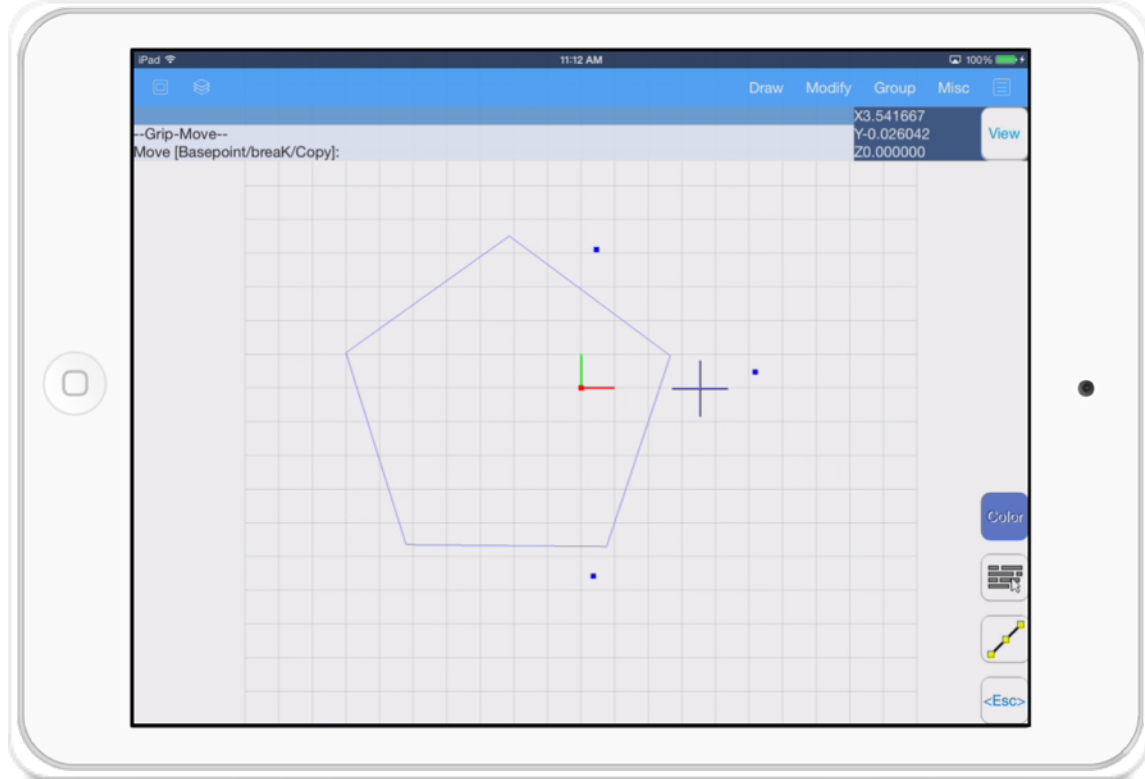 iPad 11:12 AM 100%
Draw Modify Group Misc
X3.541667
--Grip-Move-- Y-0.026042 View
Move [Basepoint/breaK/Copy]: Z0.000000
Color
<Esc>